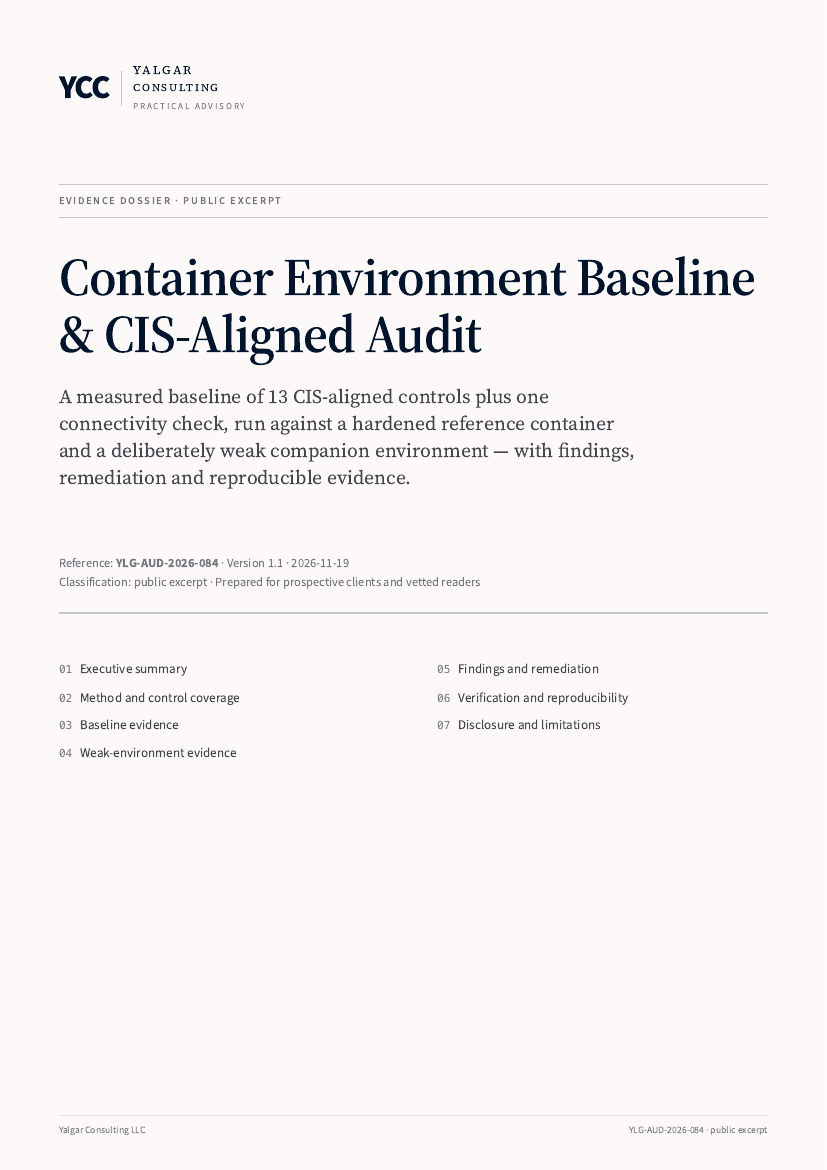 YCC
YALGAR
CONSULTING
PRACTICAL ADVISORY
EVIDENCE DOSSIER · PUBLIC EXCERPT
Container Environment Baseline
& CIS-Aligned Audit
A measured baseline of 13 CIS-aligned controls plus one
connectivity check, run against a hardened reference container
and a deliberately weak companion environment — with findings,
remediation and reproducible evidence.
Reference: YLG-AUD-2026-084 · Version 1.1 · 2026-11-19
Classification: public excerpt · Prepared for prospective clients and vetted readers
01 Executive summary
02 Method and control coverage
03 Baseline evidence
04 Weak-environment evidence
05 Findings and remediation
06 Verification and reproducibility
07 Disclosure and limitations
Yalgar Consulting LLC
YLG-AUD-2026-084 · public excerpt